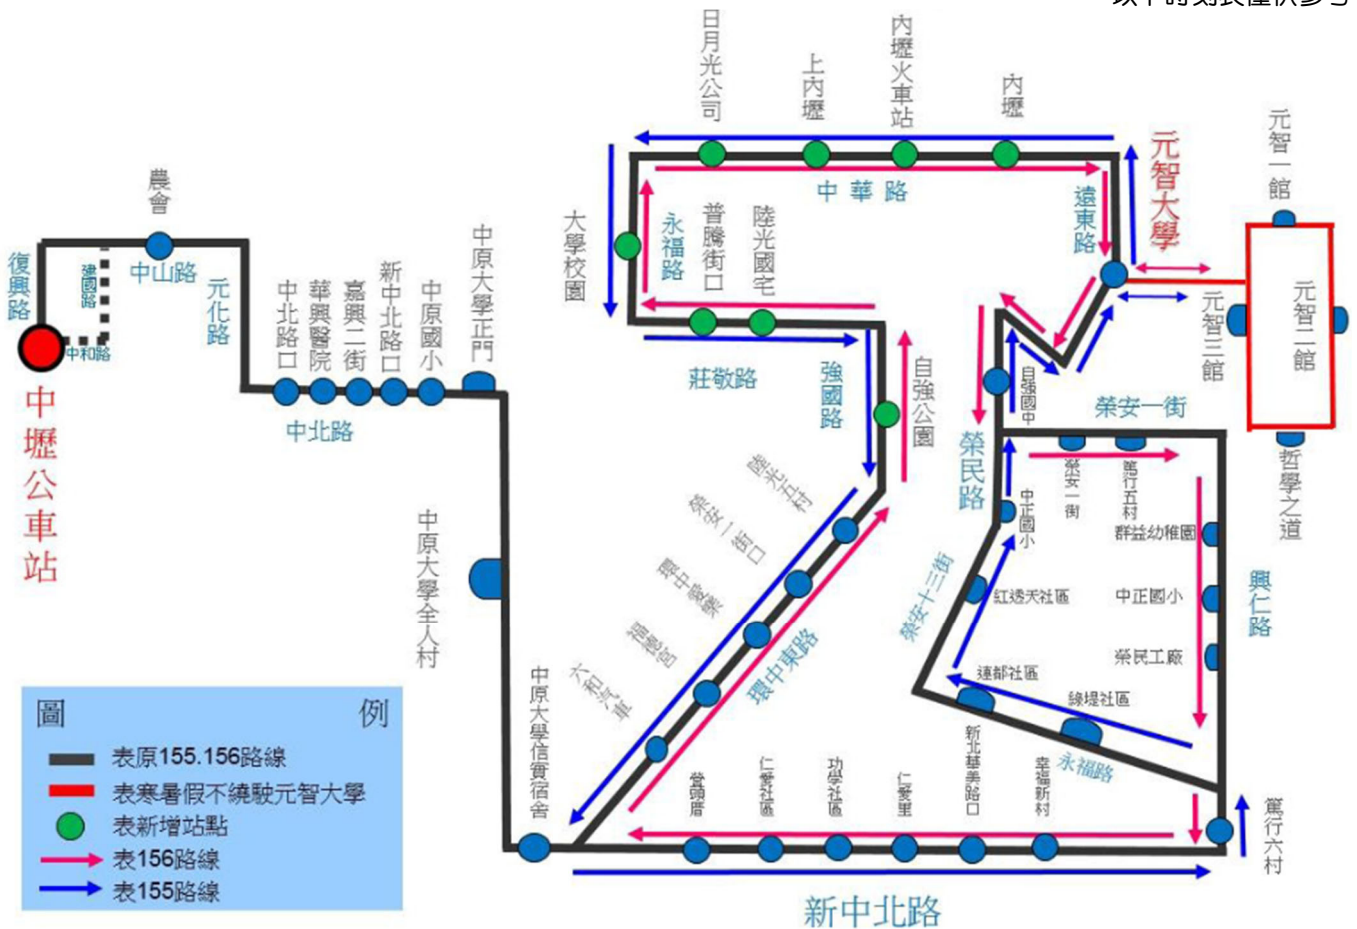 日月光公司
上內壢
內壢火車站
內壢
元智大學
元智一館
中華路
遠東路
農會
復興路
建國路
中山路
元化路
中和路
中壢公車站
中北路口
華興醫院
嘉興二街
新中北路口
中原國小
中原大學正門
中北路
大學校園
永福路
普騰街口
陸光國宅
莊敬路
強國路
自強公園
元智三館
元智二館
哲學之道
自強國中
榮安一街
榮民路
榮安一街
篤行五村
中正國小
群益幼稚園
中正國小
榮民工廠
興仁路
榮安十三街
紅透天社區
連都社區
綠堤社區
永福路
陸光五村
榮安一街口
環中愛樂
福德宮
六和汽車
環中東路
中原大學全人村
中原大學信實宿舍
營頭厝
仁愛社區
功學社區
仁愛里
新北華美路口
幸福新村
篤行六村
新中北路
圖 例
表原155.156路線
表寒暑假不繞駛元智大學
表新增站點
表156路線
表155路線